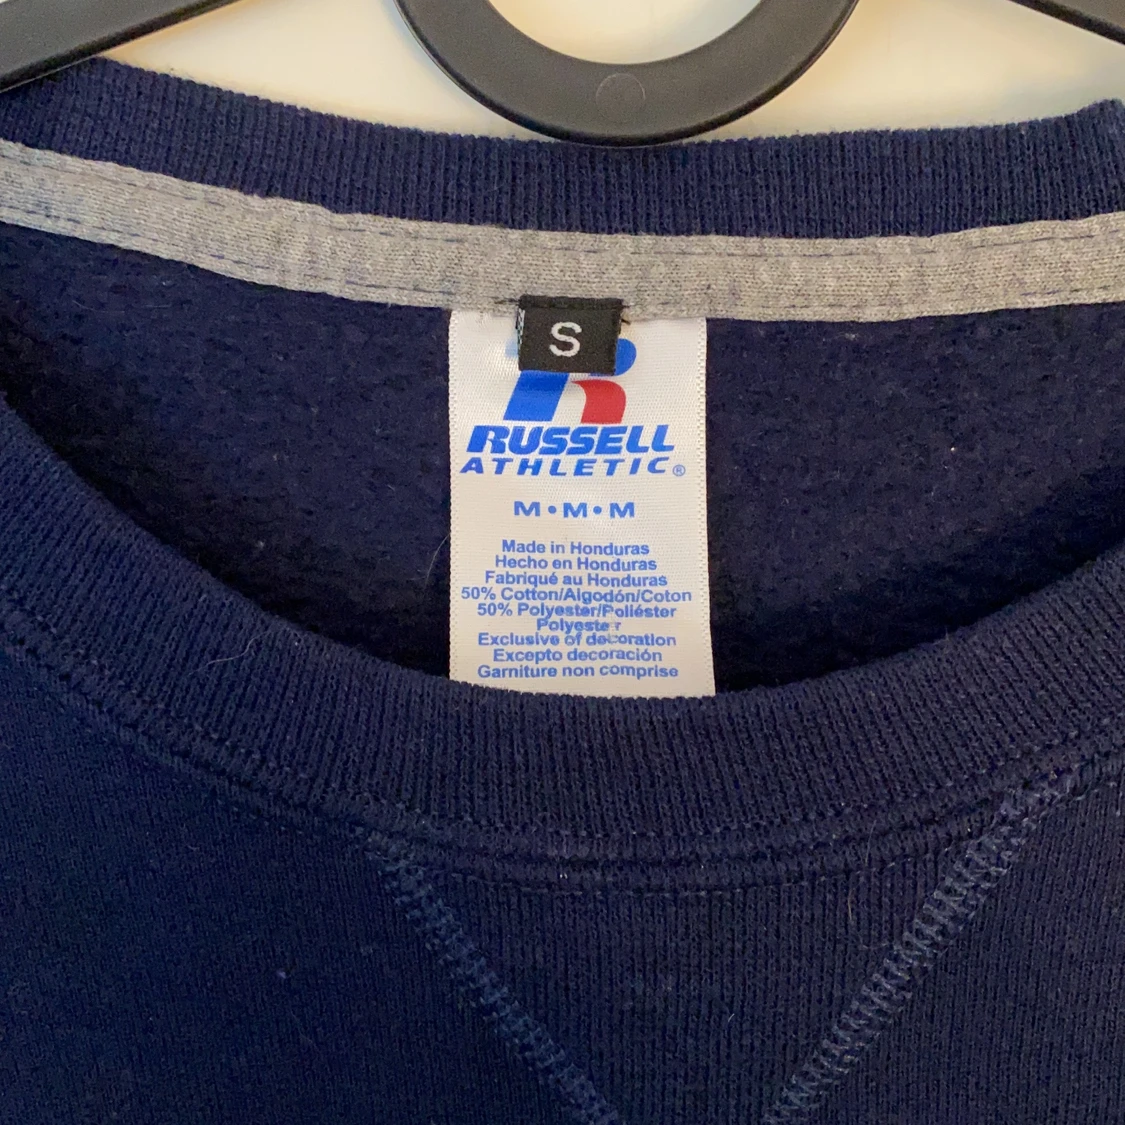 S
RUSSELL
ATHLETIC®
M•M•M
Made in Honduras
Hecho en Honduras
Fabriqué au Honduras
50% Cotton/Algodón/Coton
50% Polyester/Poliéster
Polyester
Exclusive of decoration
Excepto decoración
Garniture non comprise